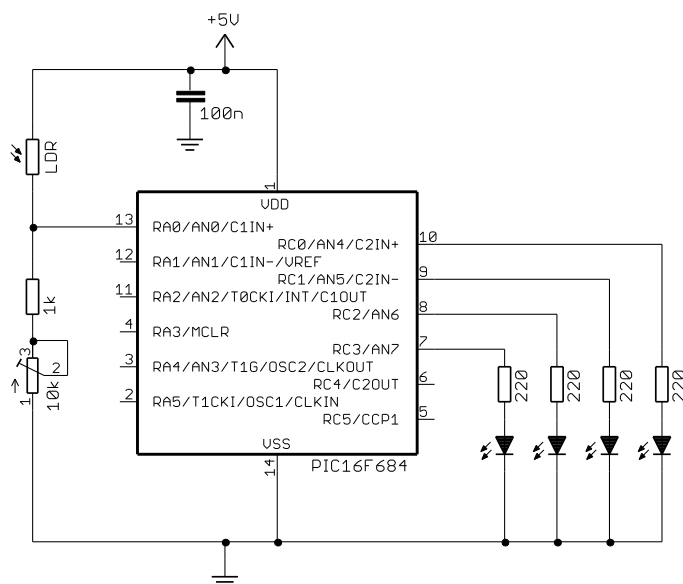 +5V
100n
LDR
1
VDD
13
RA0/AN0/C1IN+
RC0/AN4/C2IN+
10
12
RA1/AN1/C1IN-/VREF
RC1/AN5/C2IN-
9
11
RA2/AN2/T0CKI/INT/C1OUT
RC2/AN6
8
1k
4
RA3/MCLR
RC3/AN7
7
3
2
1
10k
3
RA4/AN3/T1G/OSC2/CLKOUT
RC4/C2OUT
6
2
RA5/T1CKI/OSC1/CLKIN
RC5/CCP1
5
220
220
220
220
VSS
14
PIC16F684